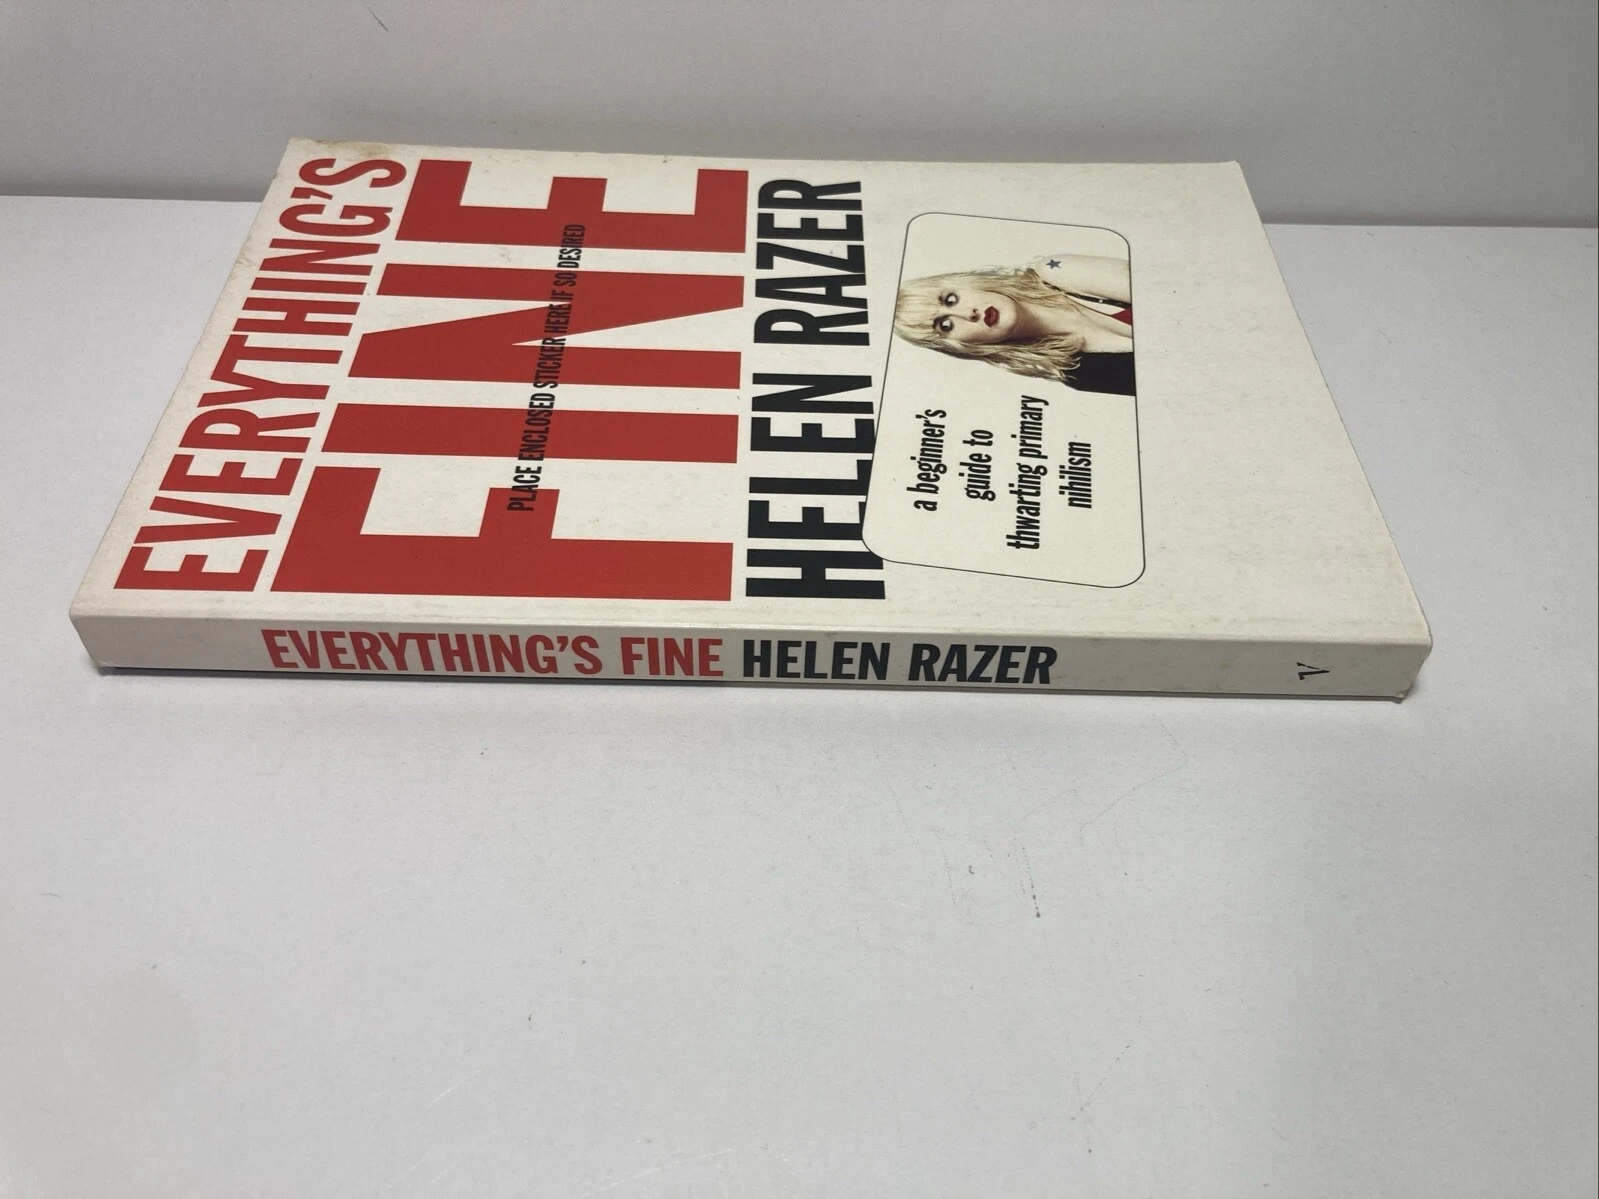 EVERYTHING'S
FINE
PLACE ENCLOSED STICKER HERE IF SO DESIRED
HELEN RAZER
a beginner's
guide to
thwarting primary
nihilism
EVERYTHING'S FINE HELEN RAZER
V